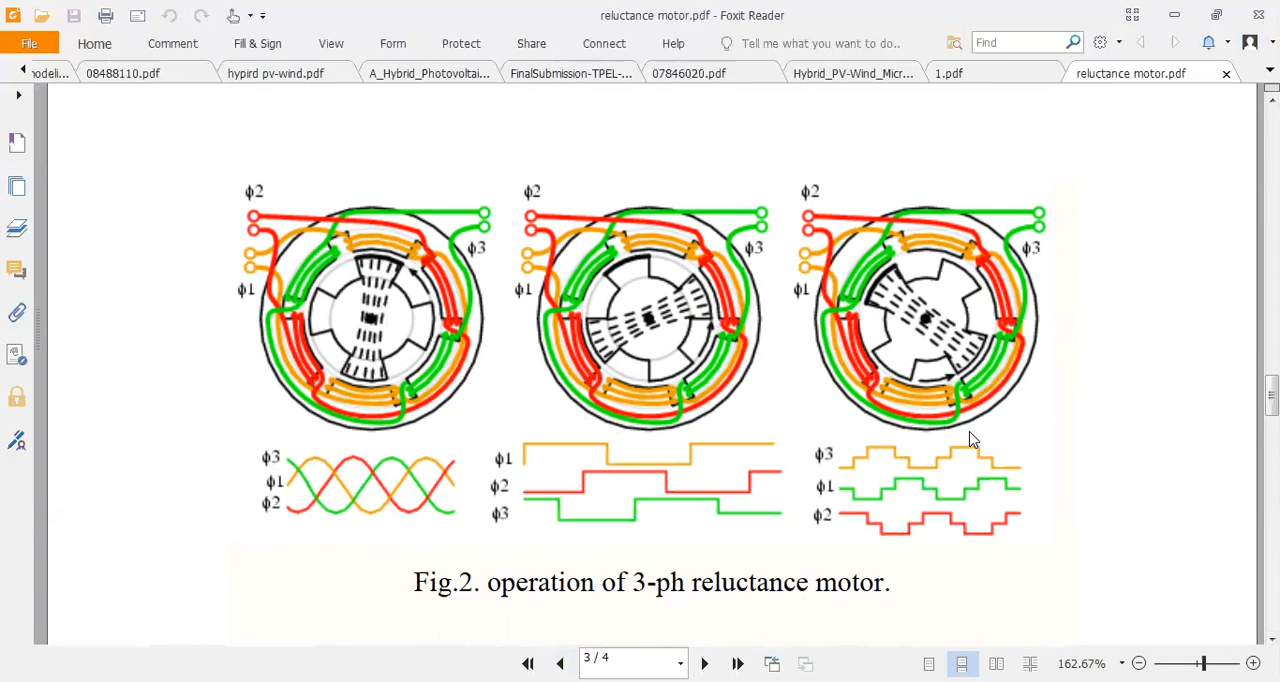 reluctance motor.pdf - Foxit Reader
File Home Comment Fill & Sign View Form Protect Share Connect Help Tell me what you want to do.. Find
nodeli... 08488110.pdf hypird pv-wind.pdf A_Hybrid_Photovoltai... FinalSubmission-TPEL-... 07846020.pdf Hybrid_PV-Wind_Micr... 1.pdf reluctance motor.pdf
ϕ2 ϕ2 ϕ2
ϕ3 ϕ3 ϕ3
ϕ1 ϕ1 ϕ1
ϕ3 ϕ1 ϕ3
ϕ1 ϕ2 ϕ1
ϕ2 ϕ3 ϕ2
Fig.2. operation of 3-ph reluctance motor.
3 / 4 162.67%